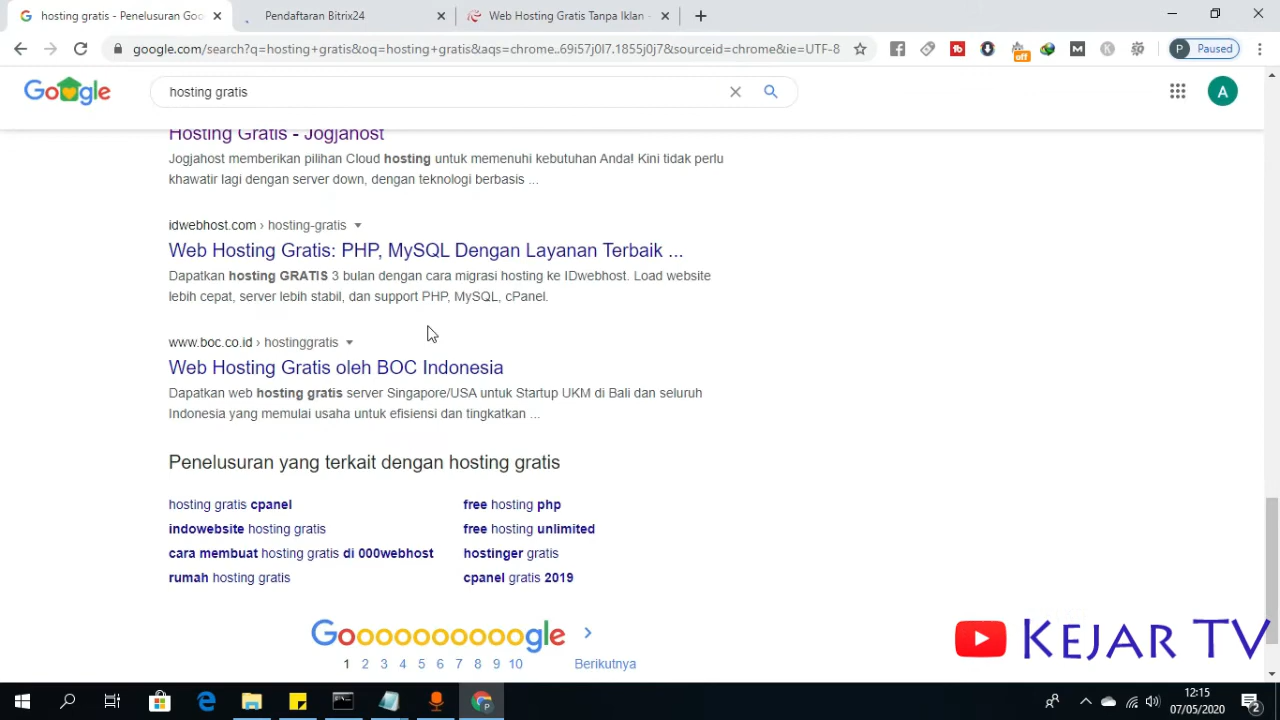 hosting gratis - Penelusuran Goo
Pendaftaran Bitrix24
Web Hosting Gratis Tanpa Iklan -
google.com/search?q=hosting+gratis&oq=hosting+gratis&aqs=chrome..69i57j0l7.1855j0j7&sourceid=chrome&ie=UTF-8
off
P Paused
Google
hosting gratis
A
Hosting Gratis - Jogjahost
Jogjahost memberikan pilihan Cloud hosting untuk memenuhi kebutuhan Anda! Kini tidak perlu
khawatir lagi dengan server down, dengan teknologi berbasis ...
idwebhost.com › hosting-gratis
Web Hosting Gratis: PHP, MySQL Dengan Layanan Terbaik ...
Dapatkan hosting GRATIS 3 bulan dengan cara migrasi hosting ke IDwebhost. Load website
lebih cepat, server lebih stabil, dan support PHP, MySQL, cPanel.
www.boc.co.id › hostinggratis
Web Hosting Gratis oleh BOC Indonesia
Dapatkan web hosting gratis server Singapore/USA untuk Startup UKM di Bali dan seluruh
Indonesia yang memulai usaha untuk efisiensi dan tingkatkan ...
Penelusuran yang terkait dengan hosting gratis
hosting gratis cpanel
free hosting php
indowebsite hosting gratis
free hosting unlimited
cara membuat hosting gratis di 000webhost
hostinger gratis
rumah hosting gratis
cpanel gratis 2019
Goooooooooogle
1 2 3 4 5 6 7 8 9 10 Berikutnya
KEJAR TV
12:15
07/05/2020
2